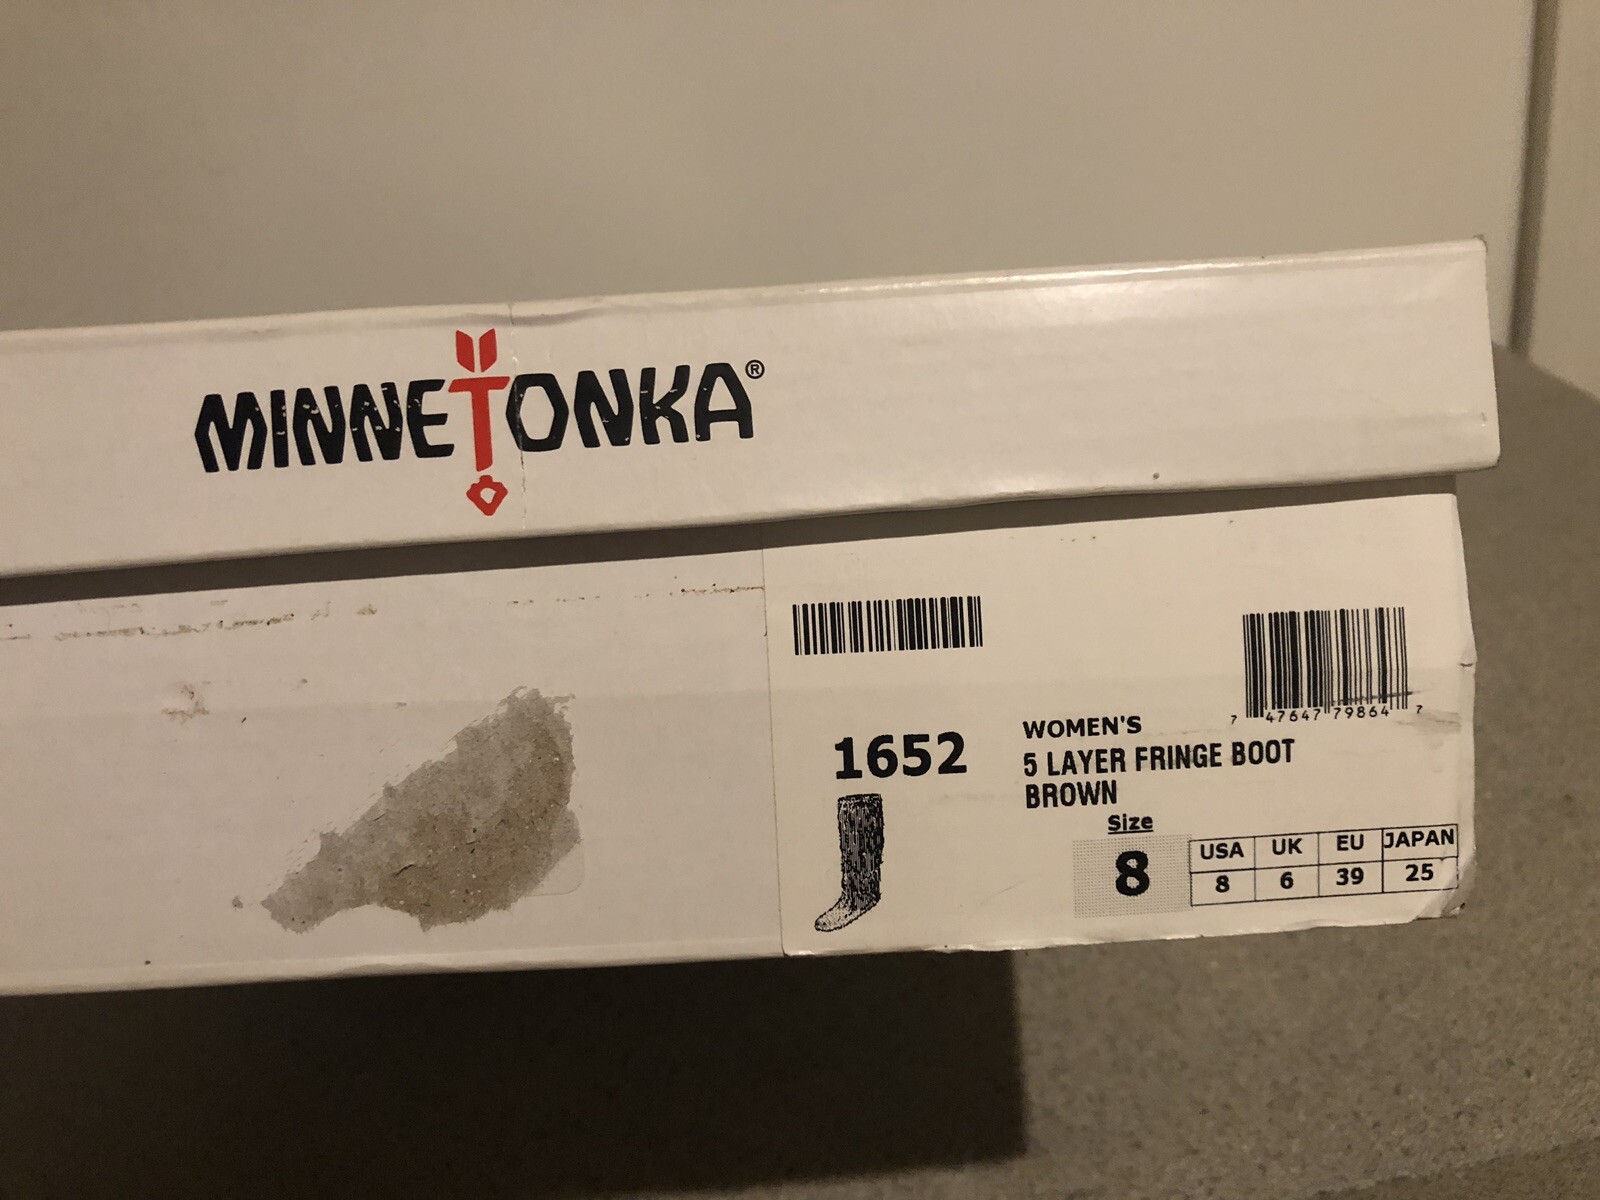 MINNETONKA®
7 47647 79864 7
1652
WOMEN'S
5 LAYER FRINGE BOOT
BROWN
Size
8
USA UK EU JAPAN
8 6 39 25